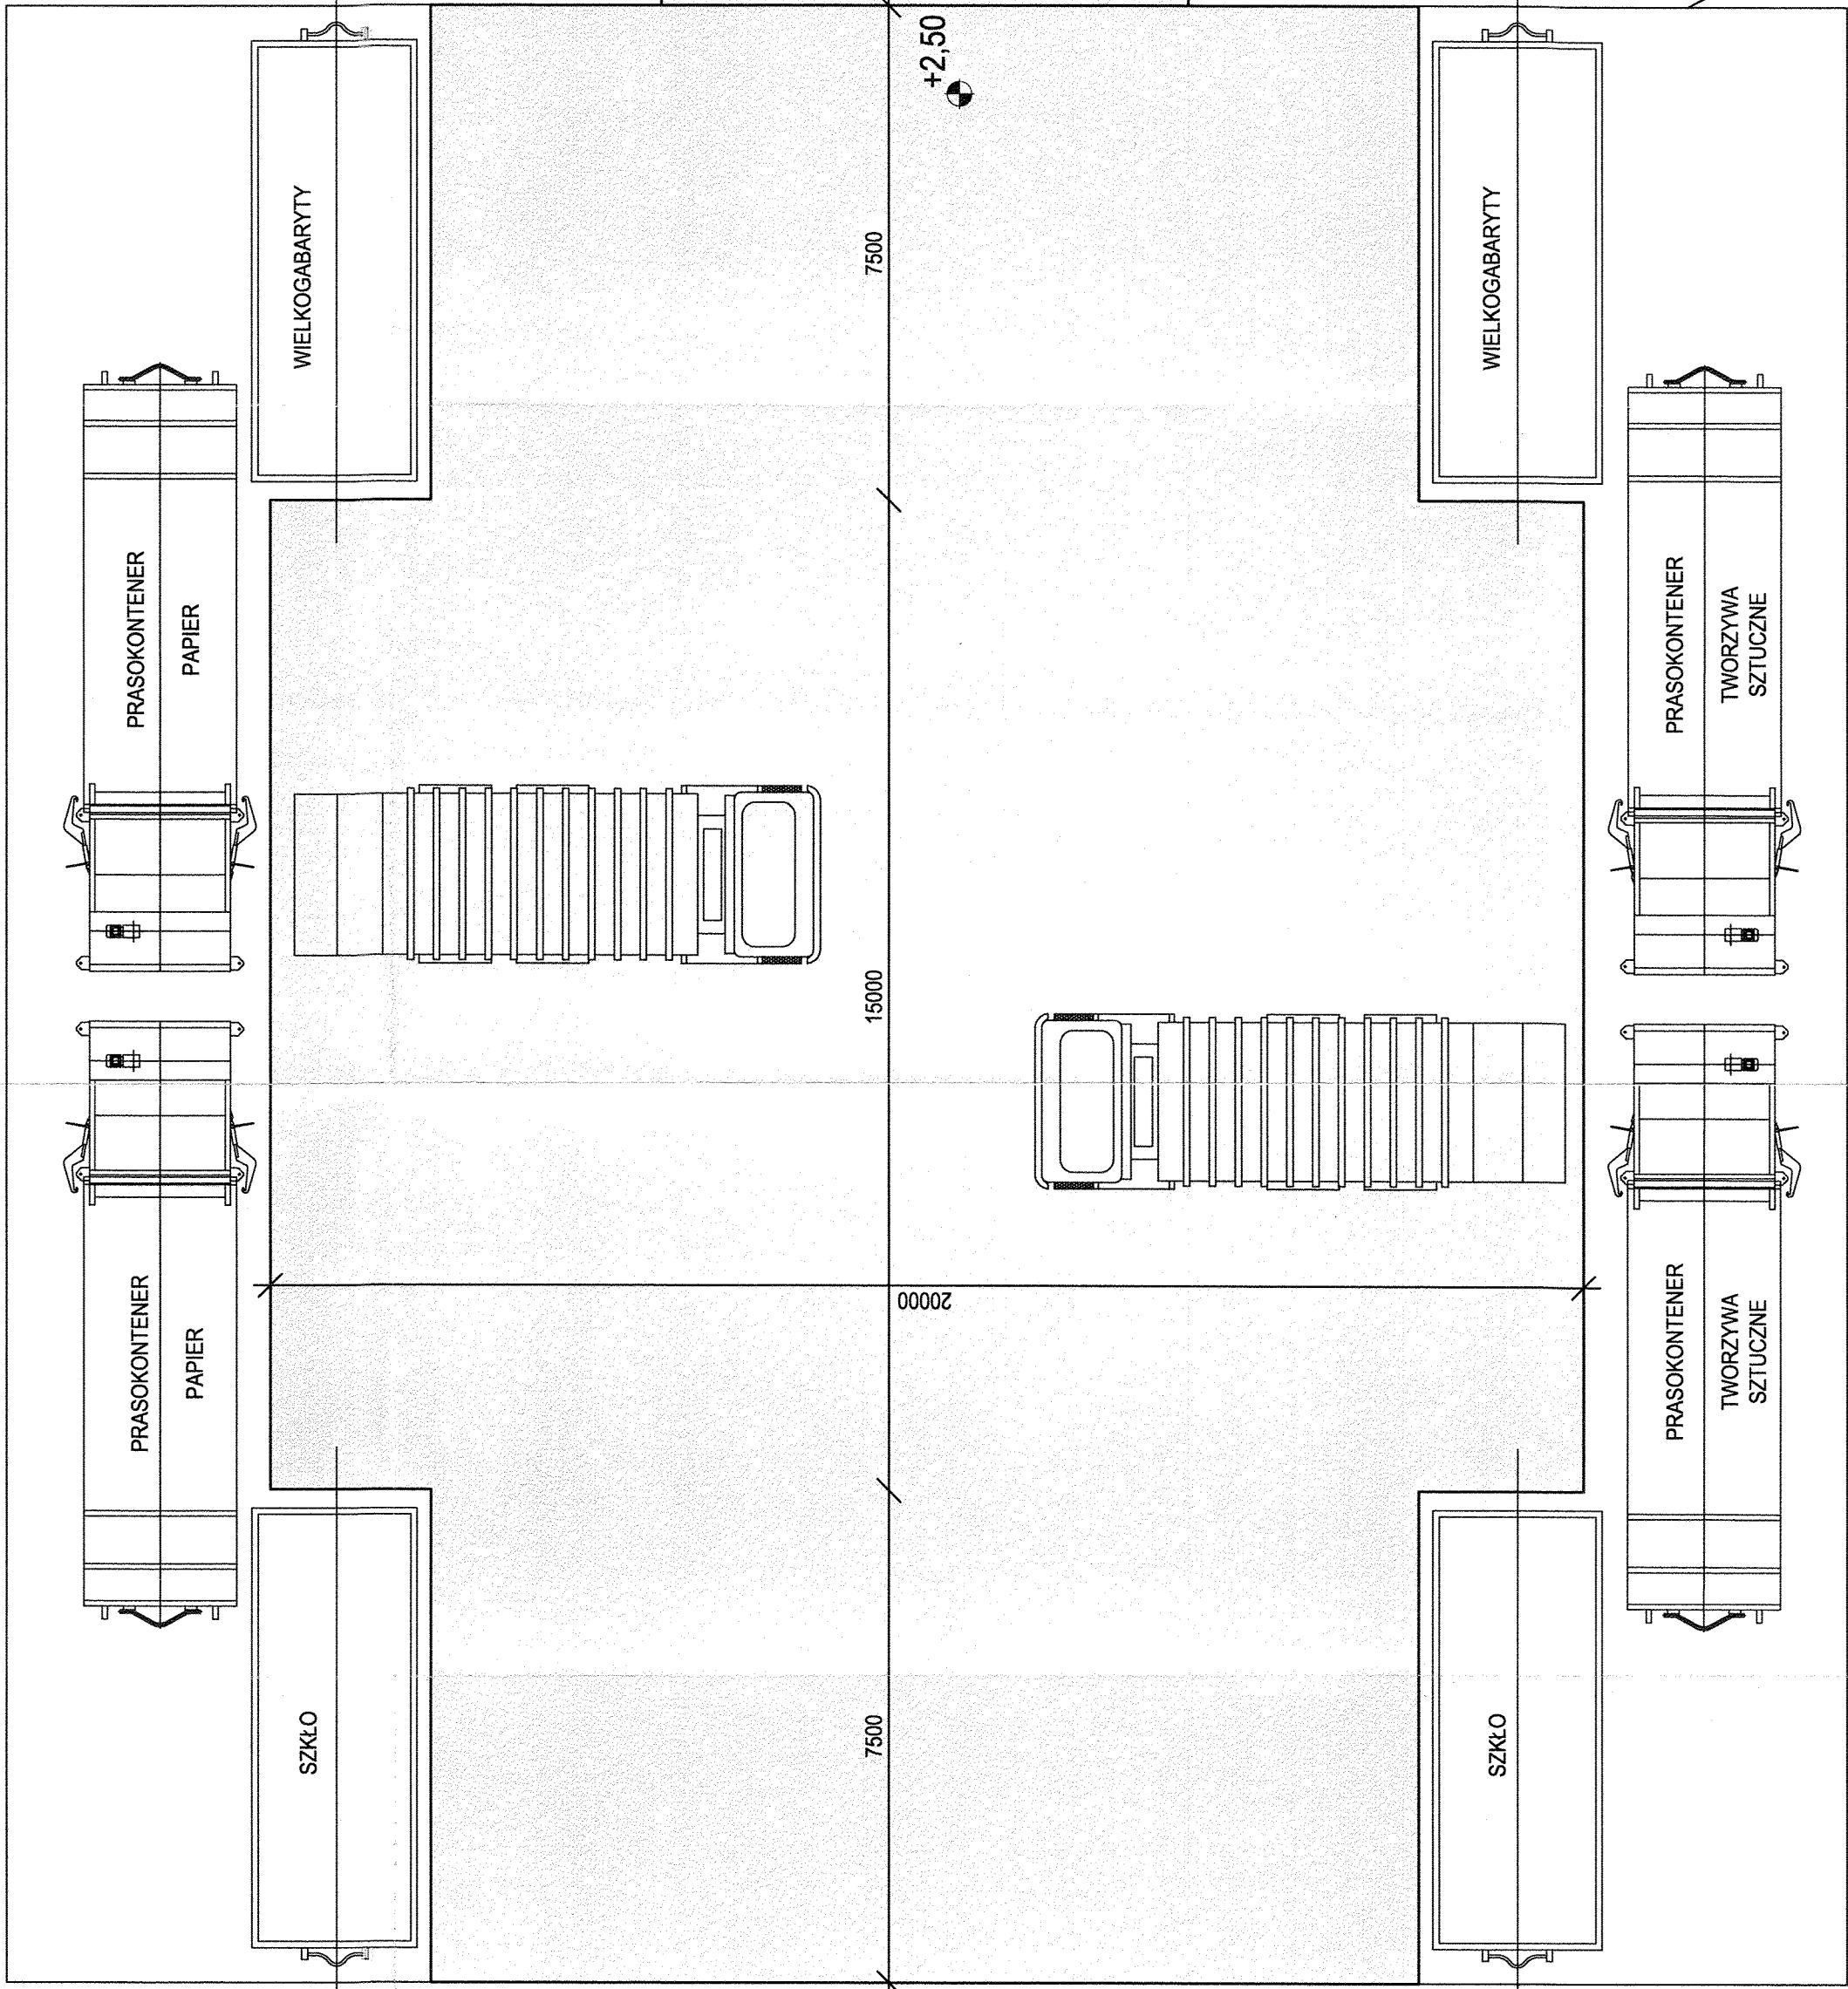 +2,50
WIELKOGABARYTY
7500
WIELKOGABARYTY
PRASOKONTENER
PAPIER
PRASOKONTENER
TWORZYWA
SZTUCZNE
15000
20000
PRASOKONTENER
PAPIER
PRASOKONTENER
TWORZYWA
SZTUCZNE
SZKŁO
7500
SZKŁO